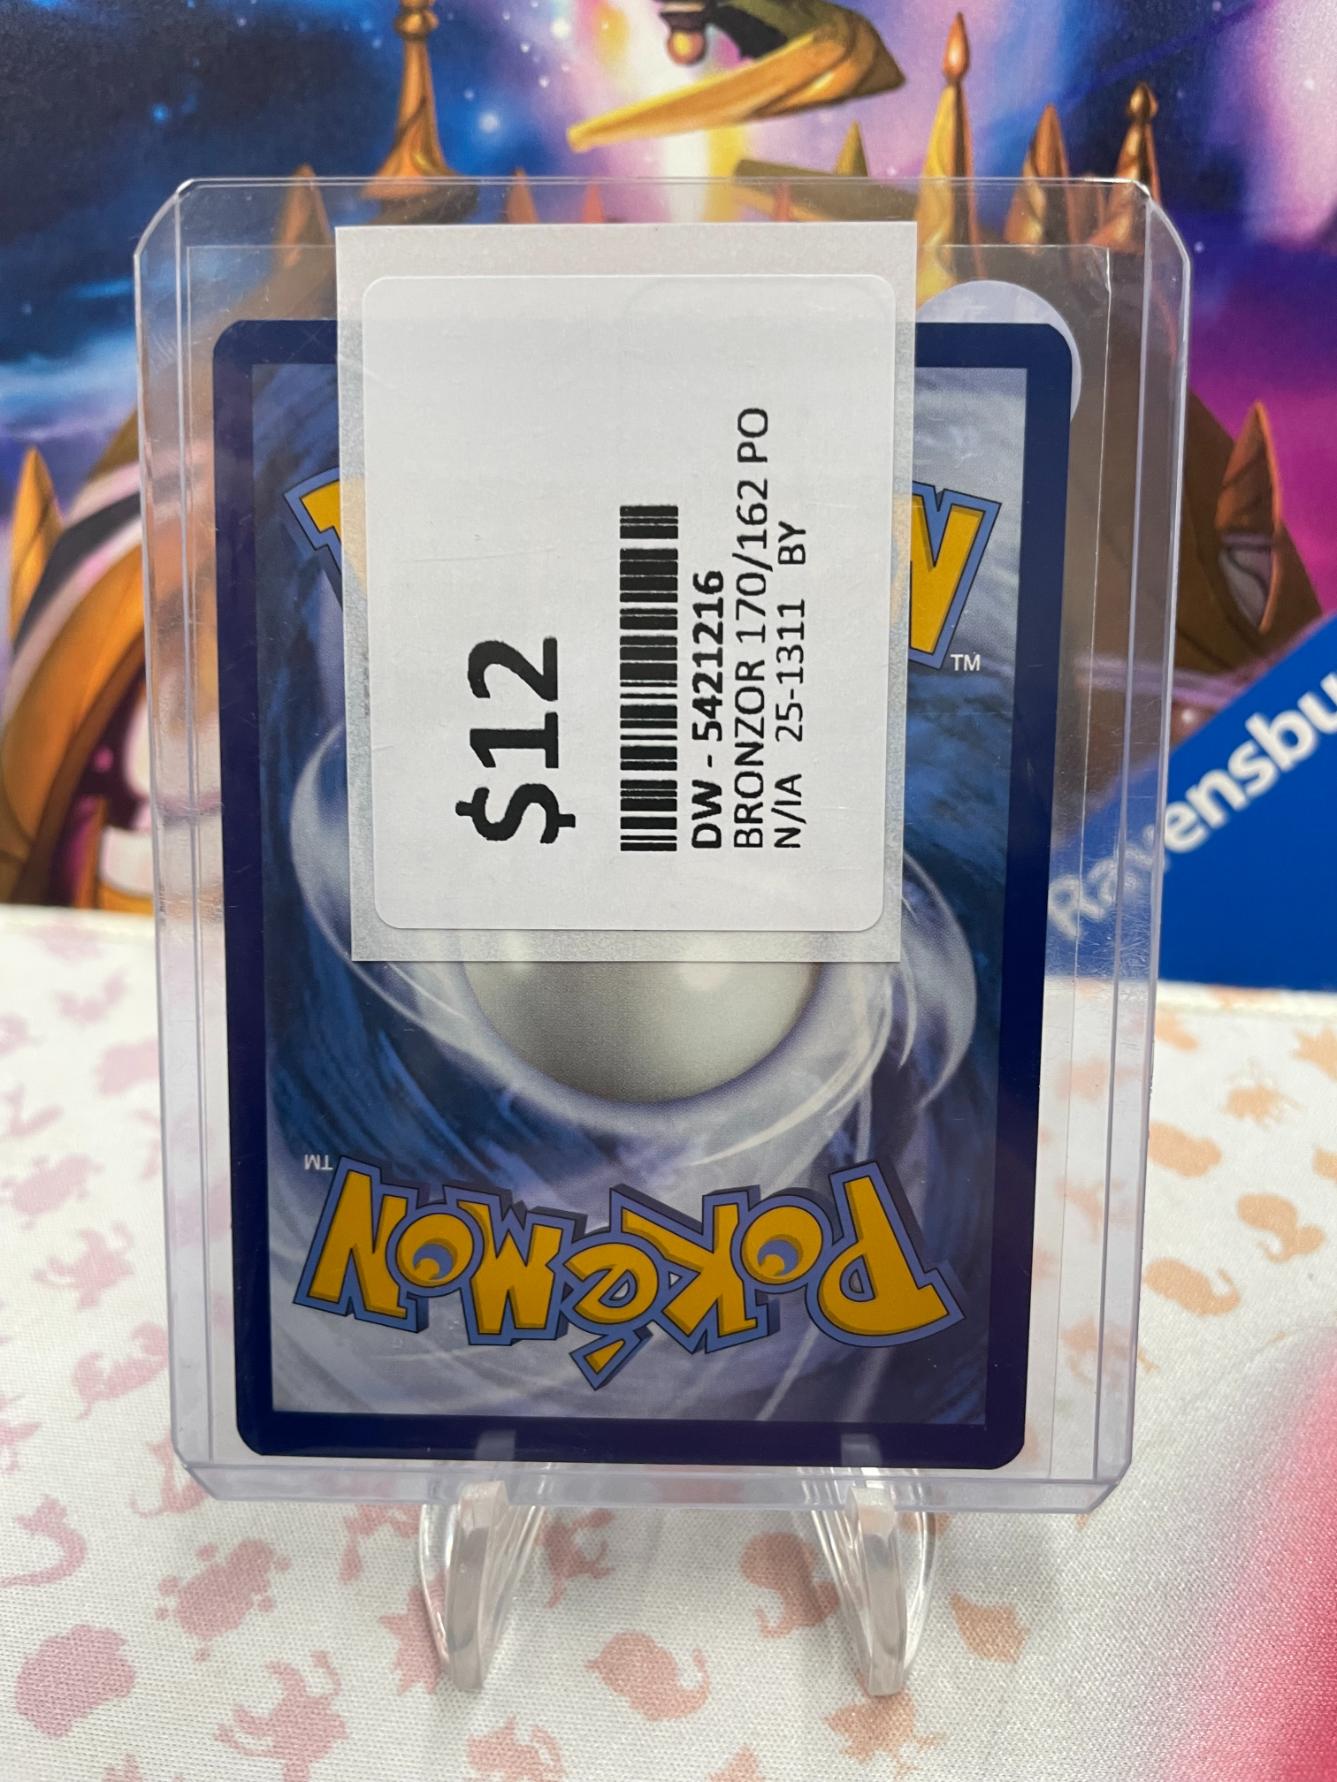 $12
DW - 5421216
BRONZOR 170/162 PO
N/IA 25-1311 BY
N
TM
TM
POKéMON
Ravensbu